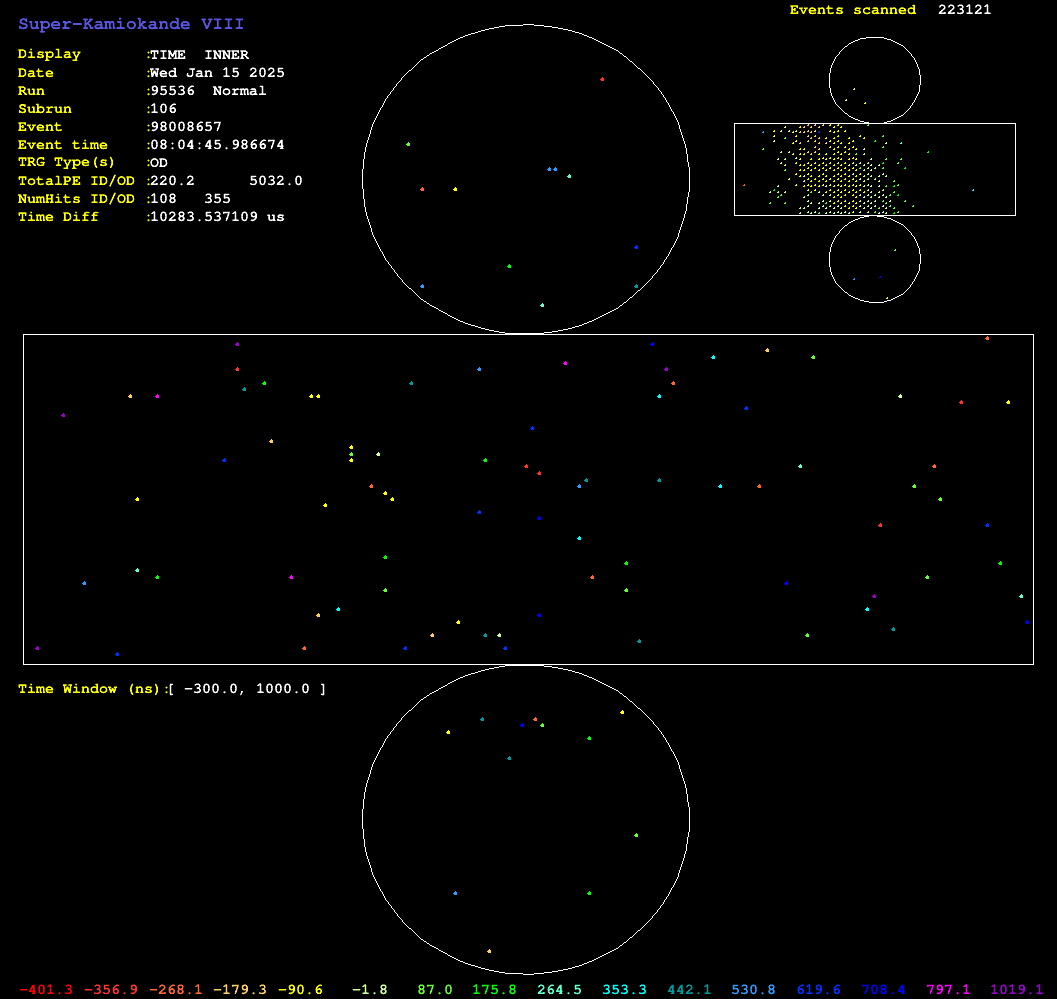 Super-Kamiokande VIII
Events scanned 223121
Display :TIME INNER
Date :Wed Jan 15 2025
Run :95536 Normal
Subrun :106
Event :98008657
Event time :08:04:45.986674
TRG Type(s) :OD
TotalPE ID/OD :220.2 5032.0
NumHits ID/OD :108 355
Time Diff :10283.537109 us
Time Window (ns):[ -300.0, 1000.0 ]
-401.3 -356.9 -268.1 -179.3 -90.6 -1.8 87.0 175.8 264.5 353.3 442.1 530.8 619.6 708.4 797.1 1019.1